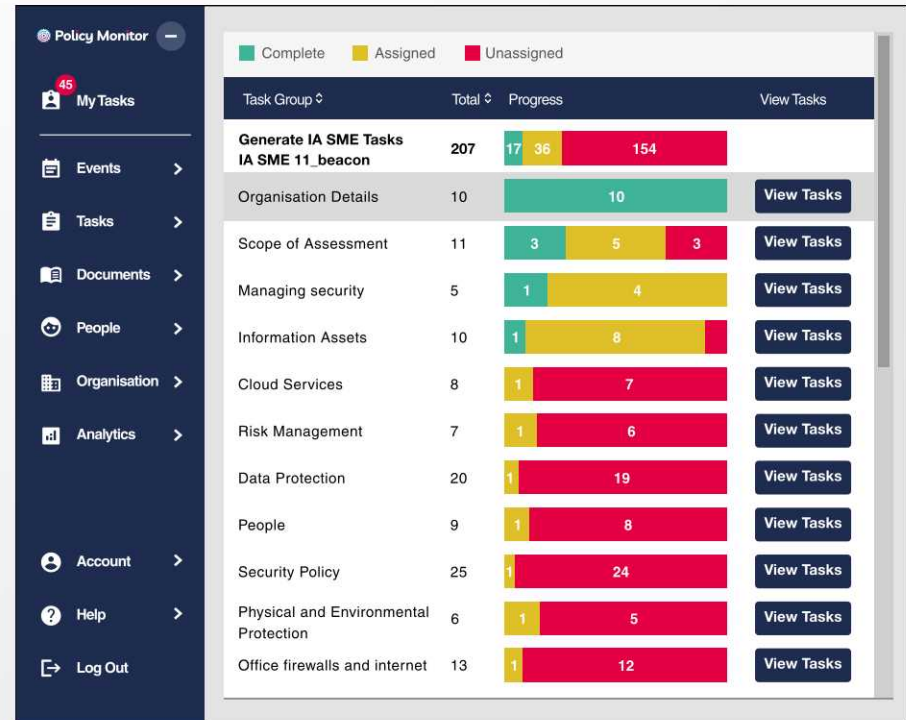 Policy Monitor
45
My Tasks
Events
Tasks
Documents
People
Organisation
Analytics
Account
Help
Log Out
Complete Assigned Unassigned
Task Group Total Progress View Tasks
Generate IA SME Tasks
IA SME 11_beacon 207 17 36 154
Organisation Details 10 10 View Tasks
Scope of Assessment 11 3 5 3 View Tasks
Managing security 5 1 4 View Tasks
Information Assets 10 1 8 View Tasks
Cloud Services 8 1 7 View Tasks
Risk Management 7 1 6 View Tasks
Data Protection 20 1 19 View Tasks
People 9 1 8 View Tasks
Security Policy 25 1 24 View Tasks
Physical and Environmental
Protection 6 1 5 View Tasks
Office firewalls and internet 13 1 12 View Tasks